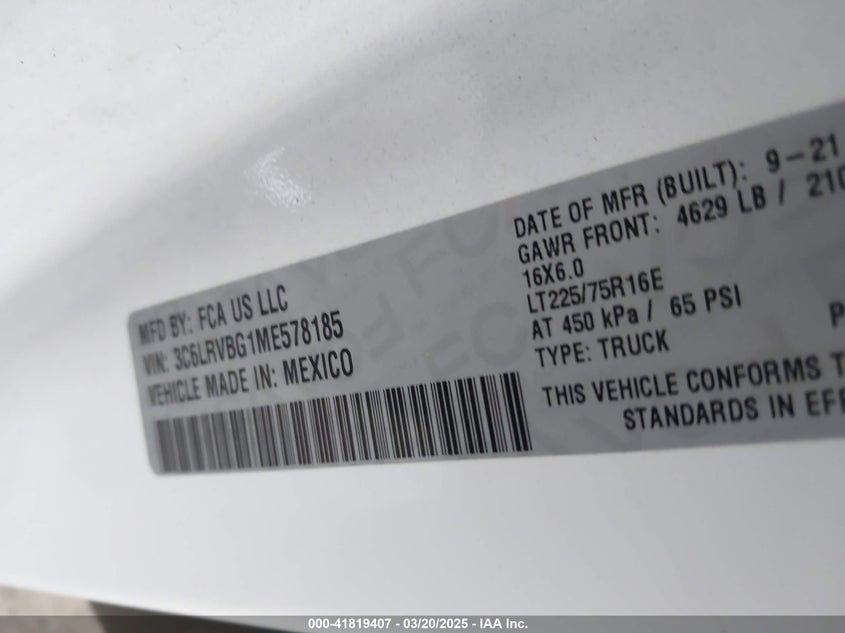 MFD BY: FCA US LLC
VIN: 3C6LRVBG1ME578185
VEHICLE MADE IN: MEXICO
DATE OF MFR (BUILT): 9-21
GAWR FRONT: 4629 LB / 210
16X6.0
LT225/75R16E
AT 450 kPa / 65 PSI
TYPE: TRUCK
THIS VEHICLE CONFORMS T
STANDARDS IN EFF
000-41819407 - 03/20/2025 - IAA Inc.